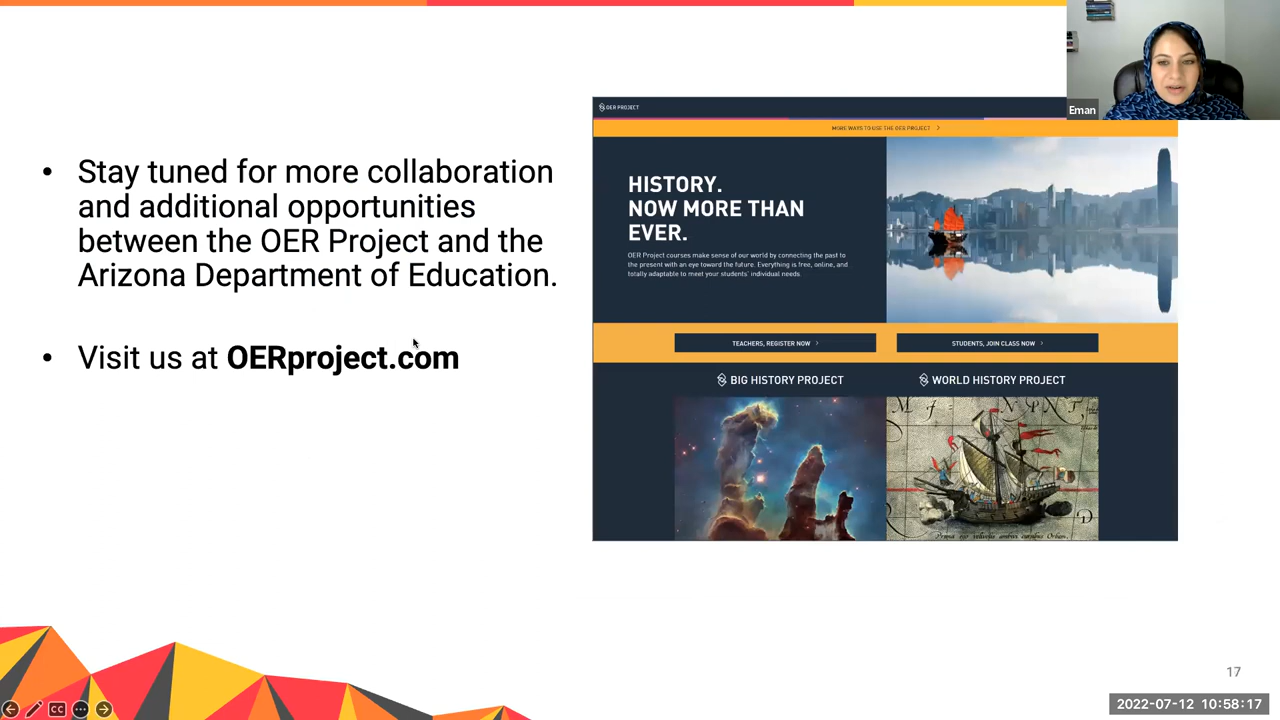 Eman
• Stay tuned for more collaboration
and additional opportunities
between the OER Project and the
Arizona Department of Education.
• Visit us at OERproject.com
OER PROJECT
MORE WAYS TO USE THE OER PROJECT
HISTORY.
NOW MORE THAN
EVER.
OER Project courses make sense of our world by connecting the past to
the present with an eye toward the future. Everything is free, online, and
totally adaptable to meet your students' individual needs.
TEACHERS, REGISTER NOW
STUDENTS, JOIN CLASS NOW
BIG HISTORY PROJECT
WORLD HISTORY PROJECT
17
CC
2022-07-12 10:58:17